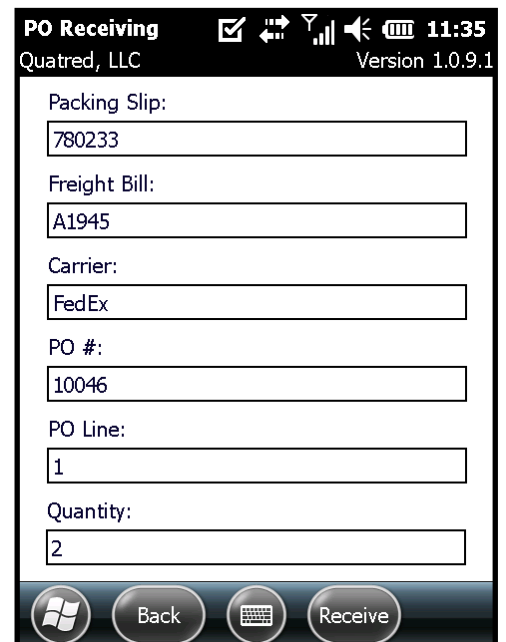 PO Receiving 11:35
Quatred, LLC Version 1.0.9.1
Packing Slip:
780233
Freight Bill:
A1945
Carrier:
FedEx
PO #:
10046
PO Line:
1
Quantity:
2
Back Receive